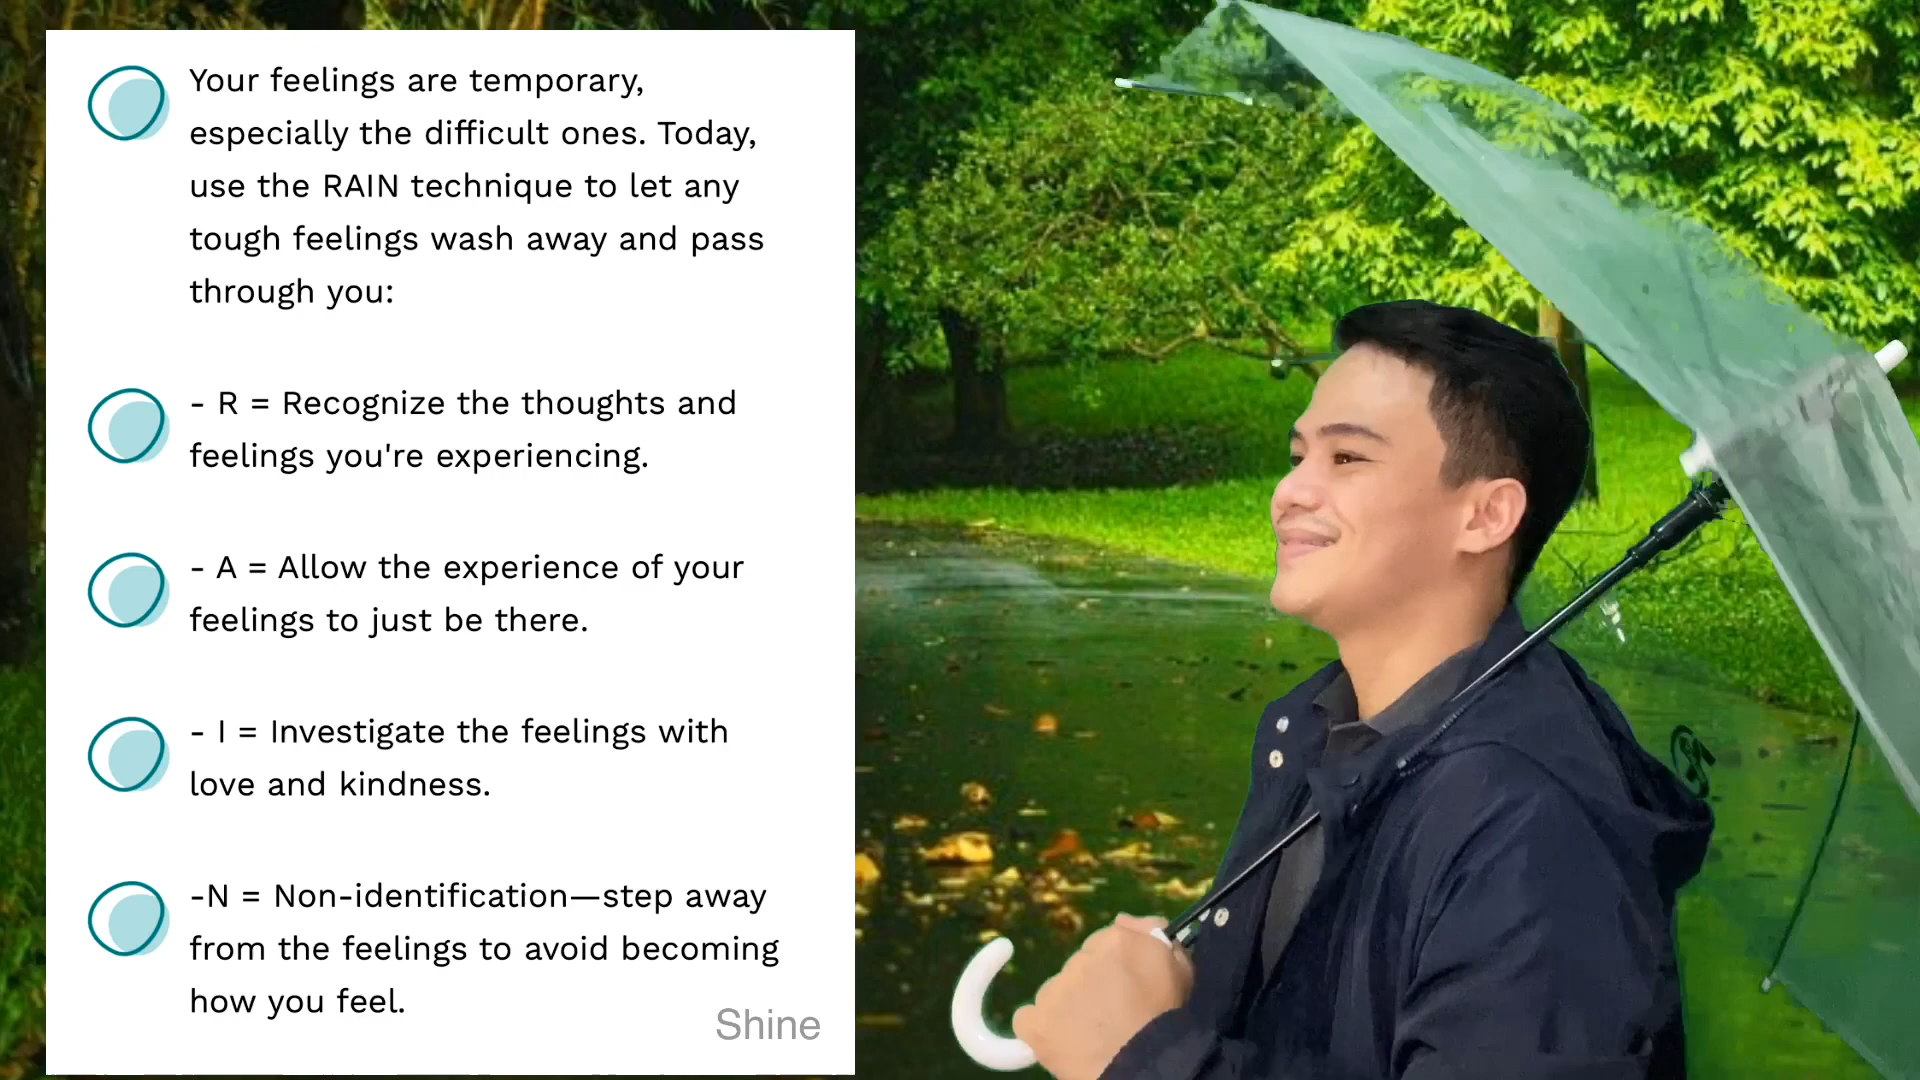 Your feelings are temporary,
especially the difficult ones. Today,
use the RAIN technique to let any
tough feelings wash away and pass
through you:
- R = Recognize the thoughts and
feelings you're experiencing.
- A = Allow the experience of your
feelings to just be there.
- I = Investigate the feelings with
love and kindness.
-N = Non-identification—step away
from the feelings to avoid becoming
how you feel.
Shine